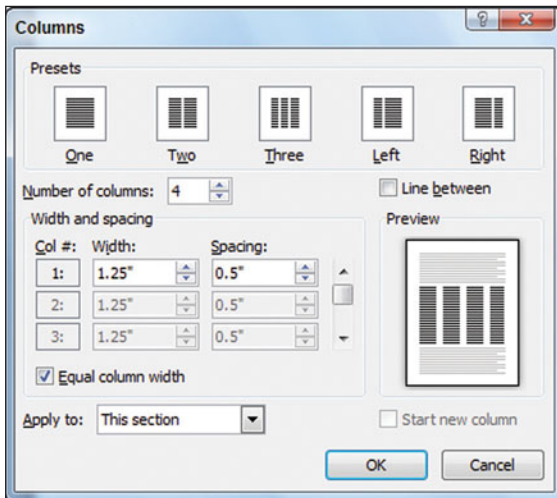 Columns
Presets
One Two Three Left Right
Number of columns: 4 Line between
Width and spacing Preview
Col #: Width: Spacing:
1: 1.25" 0.5"
2: 1.25" 0.5"
3: 1.25" 0.5"
Equal column width
Apply to: This section Start new column
OK Cancel